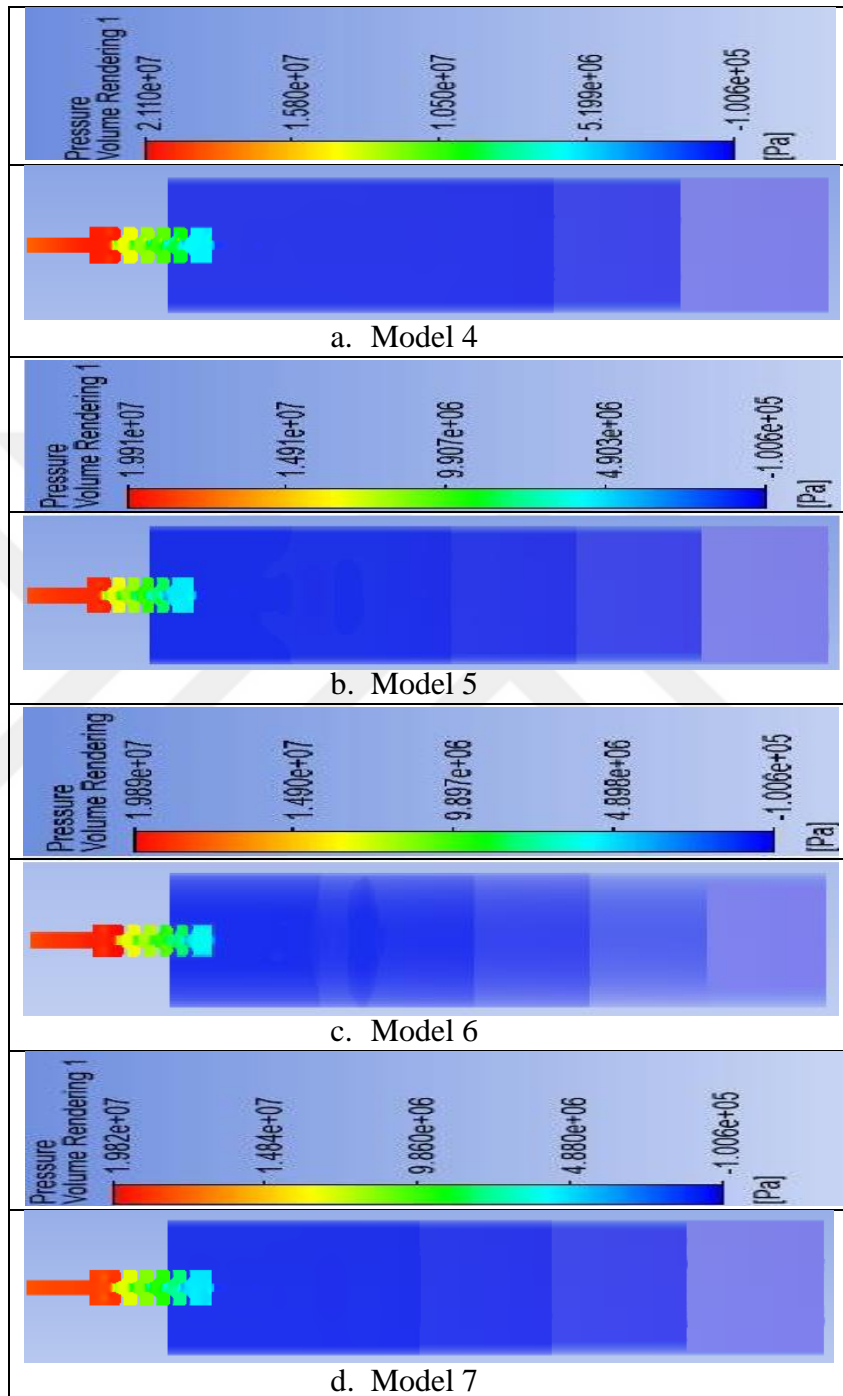 Pressure
Volume Rendering 1
2.110e+07
1.580e+07
1.050e+07
5.199e+06
-1.006e+05
[Pa]
a. Model 4
Pressure
Volume Rendering 1
1.991e+07
1.491e+07
9.907e+06
4.903e+06
-1.006e+05
[Pa]
b. Model 5
Pressure
Volume Rendering
1.989e+07
1.490e+07
9.897e+06
4.898e+06
-1.006e+05
[Pa]
c. Model 6
Pressure
Volume Rendering 1
1.982e+07
1.484e+07
9.860e+06
4.880e+06
-1.006e+05
[Pa]
d. Model 7